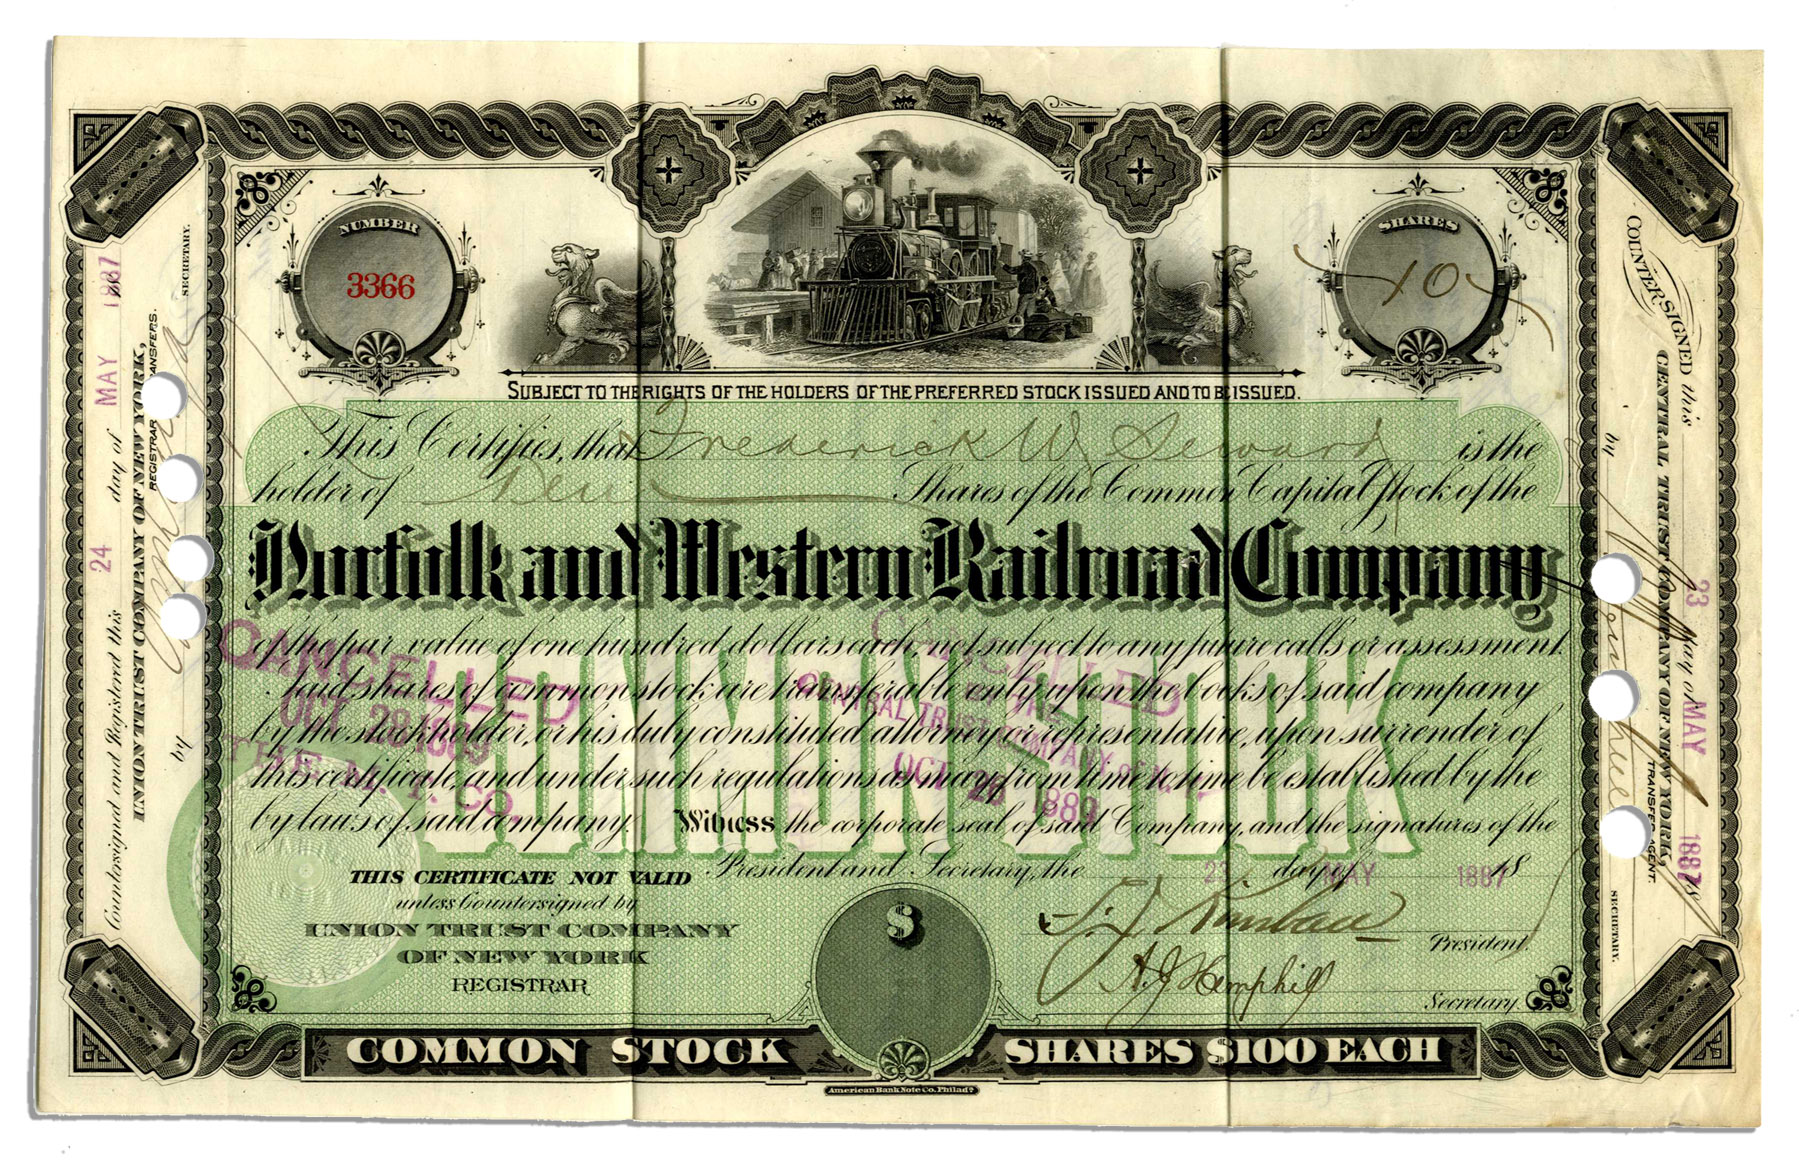 NUMBER
3366
SHARES
10
SUBJECT TO THE RIGHTS OF THE HOLDERS OF THE PREFERRED STOCK ISSUED AND TO BE ISSUED.
This Certifies, that Frederick W. Seward is the
holder of Ten Shares of the Common Capital Stock of the
Norfolk and Western Railroad Company
of the par value of one hundred dollars each, not subject to any future calls or assessment.
Said shares of common stock are transferable only upon the books of said company
by the stockholder, or his duly constituted attorney or representative, upon surrender of
this certificate, and under such regulations as may from time to time be established by the
by laws of said company. Witness the corporate seal of said Company, and the signatures of the
President and Secretary, the 23 day of MAY 1887 18
COMMON STOCK
CANCELLED
OCT 28 1889
THE M. T. CO.
CANCELLED
BY THE
CENTRAL TRUST COMPANY of N.Y.
OCT 26 1889
THIS CERTIFICATE NOT VALID
unless Countersigned by
UNION TRUST COMPANY
OF NEW YORK
REGISTRAR
$
President.
A J Hemphill
Secretary
COMMON STOCK SHARES $100 EACH
American Bank Note Co. Philada
Countersigned and Registered this 24 day of MAY 1887
UNION TRUST COMPANY OF NEW YORK,
REGISTRAR TRANSFERS.
by SECRETARY.
COUNTERSIGNED this 23 May of MAY 1887
CENTRAL TRUST COMPANY OF NEW YORK,
TRANSFER AGENT.
by SECRETARY.